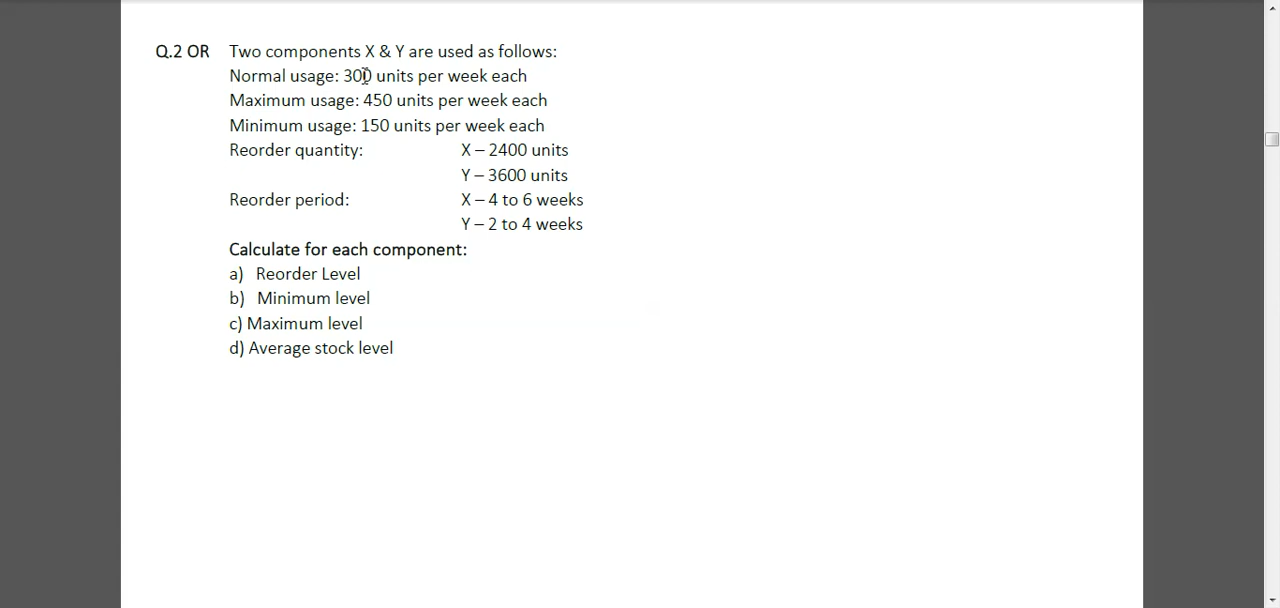 Q.2 OR Two components X & Y are used as follows:
Normal usage: 300 units per week each
Maximum usage: 450 units per week each
Minimum usage: 150 units per week each
Reorder quantity: X – 2400 units
Y – 3600 units
Reorder period: X – 4 to 6 weeks
Y – 2 to 4 weeks
Calculate for each component:
a) Reorder Level
b) Minimum level
c) Maximum level
d) Average stock level